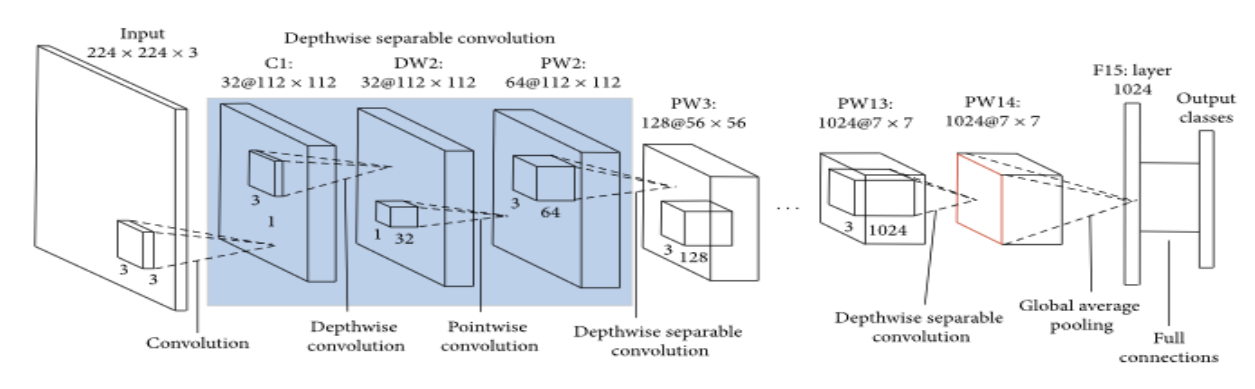 Input
224 × 224 × 3
Depthwise separable convolution
C1:
32@112 × 112
DW2:
32@112 × 112
PW2:
64@112 × 112
PW3:
128@56 × 56
PW13:
1024@7 × 7
PW14:
1024@7 × 7
F15: layer
1024
Output
classes
3
3
3
1
1
32
3
64
3
128
...
3
1024
Convolution
Depthwise
convolution
Pointwise
convolution
Depthwise separable
convolution
Depthwise separable
convolution
Global average
pooling
Full
connections